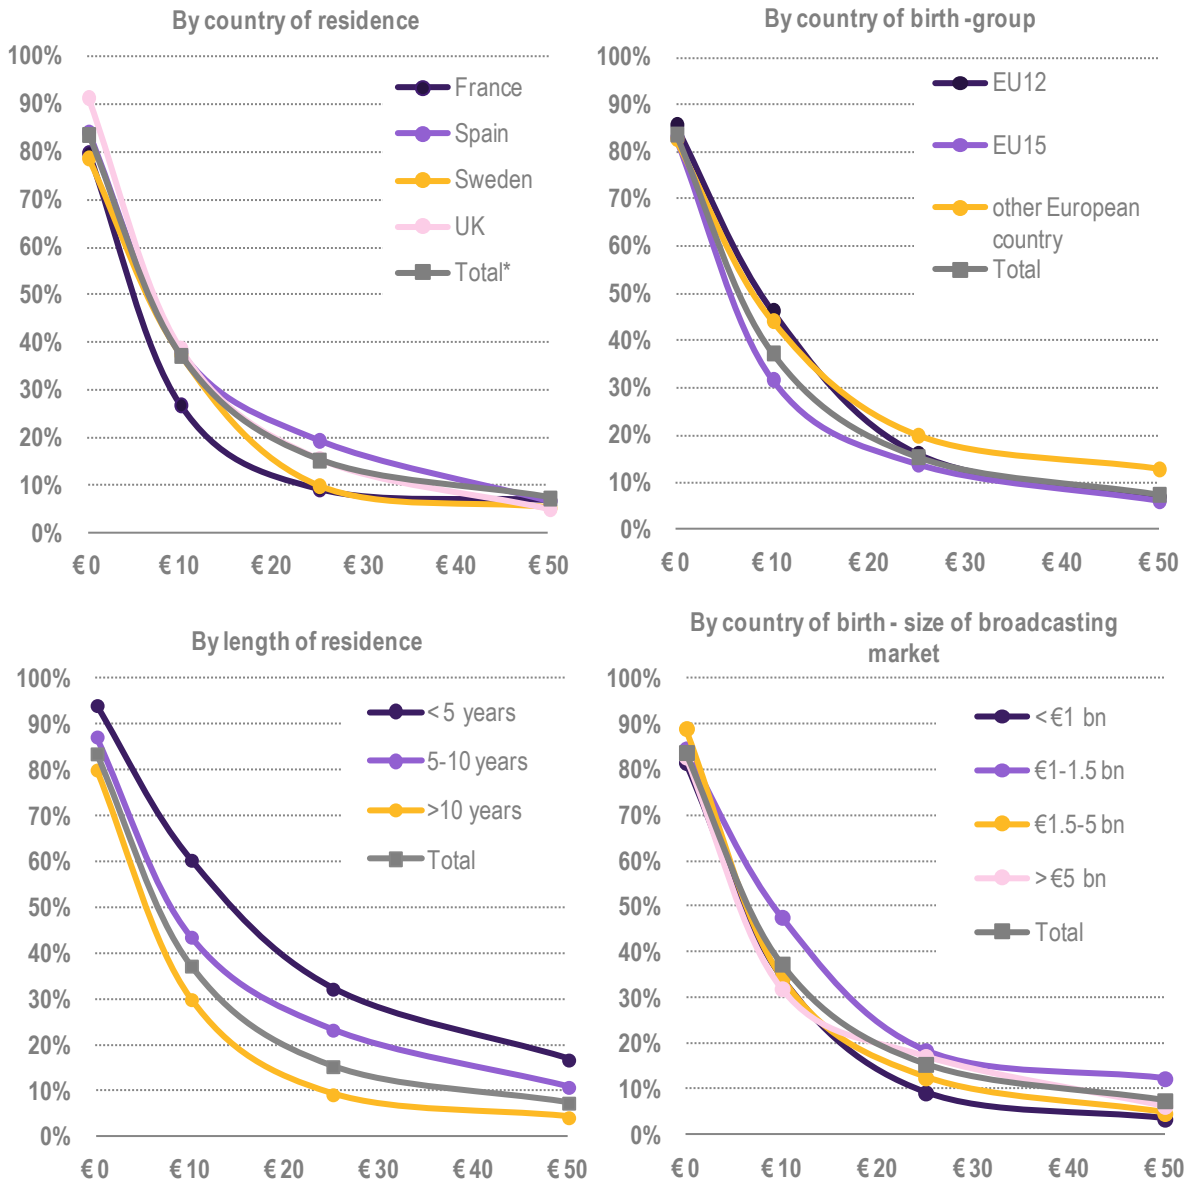 By country of residence
100%
90%
80%
70%
60%
50%
40%
30%
20%
10%
0%
€ 0
€ 10
€ 20
€ 30
€ 40
€ 50
France
Spain
Sweden
UK
Total*
By country of birth -group
100%
90%
80%
70%
60%
50%
40%
30%
20%
10%
0%
€ 0
€ 10
€ 20
€ 30
€ 40
€ 50
EU12
EU15
other European
country
Total
By length of residence
100%
90%
80%
70%
60%
50%
40%
30%
20%
10%
0%
€ 0
€ 10
€ 20
€ 30
€ 40
€ 50
< 5 years
5-10 years
>10 years
Total
By country of birth - size of broadcasting
market
100%
90%
80%
70%
60%
50%
40%
30%
20%
10%
0%
€ 0
€ 10
€ 20
€ 30
€ 40
€ 50
< €1 bn
€1-1.5 bn
€1.5-5 bn
> €5 bn
Total